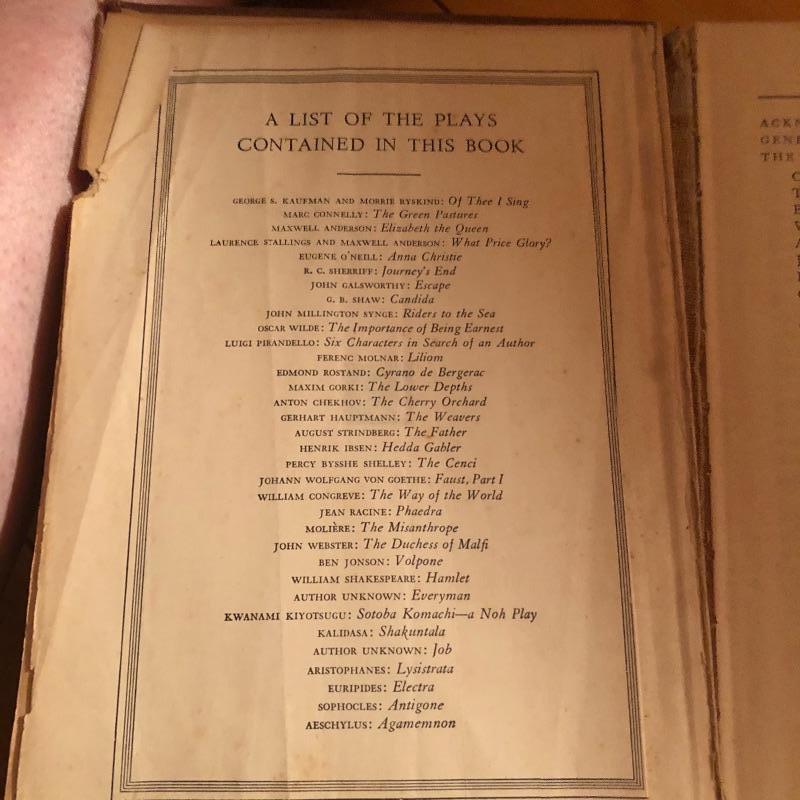 A LIST OF THE PLAYS
CONTAINED IN THIS BOOK
GEORGE S. KAUFMAN AND MORRIE RYSKIND: Of Thee I Sing
MARC CONNELLY: The Green Pastures
MAXWELL ANDERSON: Elizabeth the Queen
LAURENCE STALLINGS AND MAXWELL ANDERSON: What Price Glory?
EUGENE O'NEILL: Anna Christie
R. C. SHERRIFF: Journey's End
JOHN GALSWORTHY: Escape
G. B. SHAW: Candida
JOHN MILLINGTON SYNGE: Riders to the Sea
OSCAR WILDE: The Importance of Being Earnest
LUIGI PIRANDELLO: Six Characters in Search of an Author
FERENC MOLNAR: Liliom
EDMOND ROSTAND: Cyrano de Bergerac
MAXIM GORKI: The Lower Depths
ANTON CHEKHOV: The Cherry Orchard
GERHART HAUPTMANN: The Weavers
AUGUST STRINDBERG: The Father
HENRIK IBSEN: Hedda Gabler
PERCY BYSSHE SHELLEY: The Cenci
JOHANN WOLFGANG VON GOETHE: Faust, Part I
WILLIAM CONGREVE: The Way of the World
JEAN RACINE: Phaedra
MOLIÈRE: The Misanthrope
JOHN WEBSTER: The Duchess of Malfi
BEN JONSON: Volpone
WILLIAM SHAKESPEARE: Hamlet
AUTHOR UNKNOWN: Everyman
KWANAMI KIYOTSUGU: Sotoba Komachi—a Noh Play
KALIDASA: Shakuntala
AUTHOR UNKNOWN: Job
ARISTOPHANES: Lysistrata
EURIPIDES: Electra
SOPHOCLES: Antigone
AESCHYLUS: Agamemnon
THE